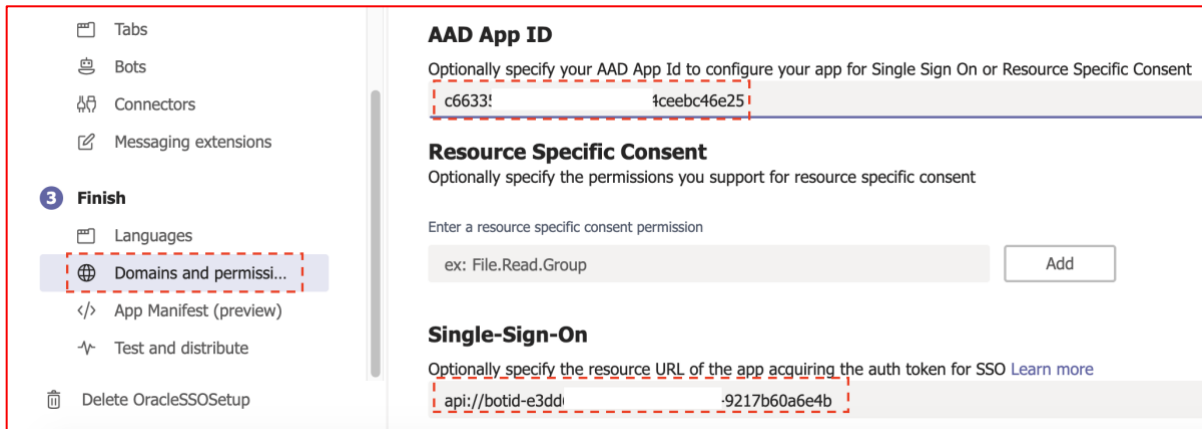 Tabs
Bots
Connectors
Messaging extensions
3 Finish
Languages
Domains and permissi...
</> App Manifest (preview)
Test and distribute
Delete OracleSSOSetup
AAD App ID
Optionally specify your AAD App Id to configure your app for Single Sign On or Resource Specific Consent
c6633 ceebc46e25
Resource Specific Consent
Optionally specify the permissions you support for resource specific consent
Enter a resource specific consent permission
ex: File.Read.Group
Add
Single-Sign-On
Optionally specify the resource URL of the app acquiring the auth token for SSO Learn more
api://botid-e3dd -9217b60a6e4b